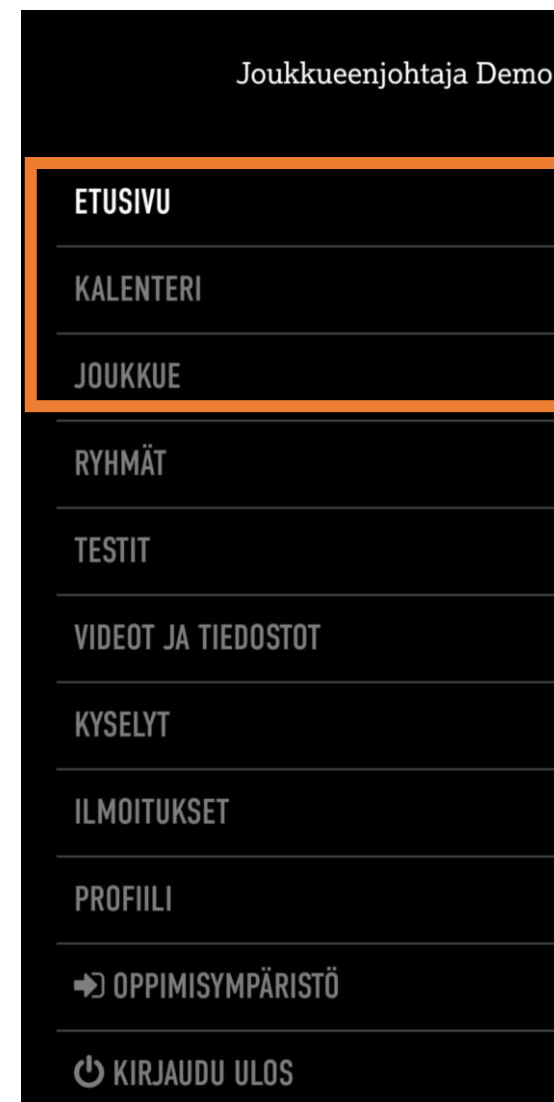 Joukkueenjohtaja Demo
ETUSIVU
KALENTERI
JOUKKUE
RYHMÄT
TESTIT
VIDEOT JA TIEDOSTOT
KYSELYT
ILMOITUKSET
PROFIILI
OPPIMISYMPÄRISTÖ
KIRJAUDU ULOS